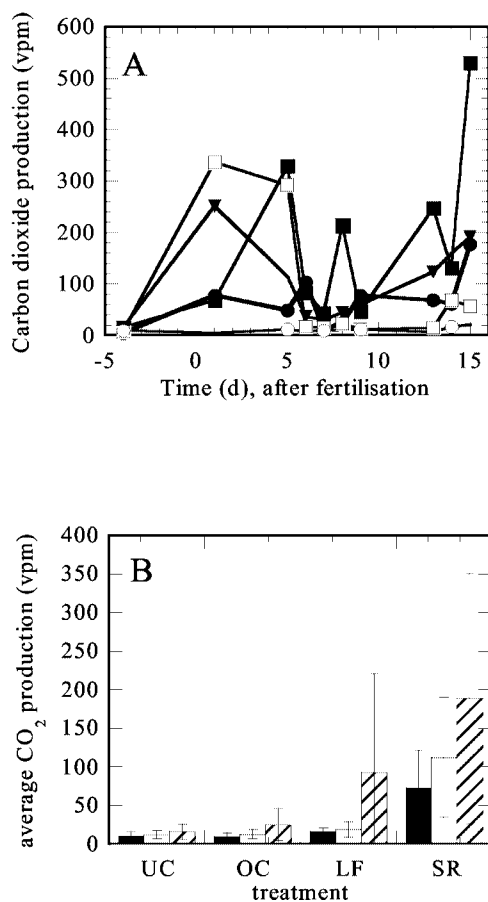 600
500
400
300
200
100
0
Carbon dioxide production (vpm)
A
-5 0 5 10 15
Time (d), after fertilisation
400
350
300
250
200
150
100
50
0
average CO₂ production (vpm)
B
UC OC LF SR
treatment